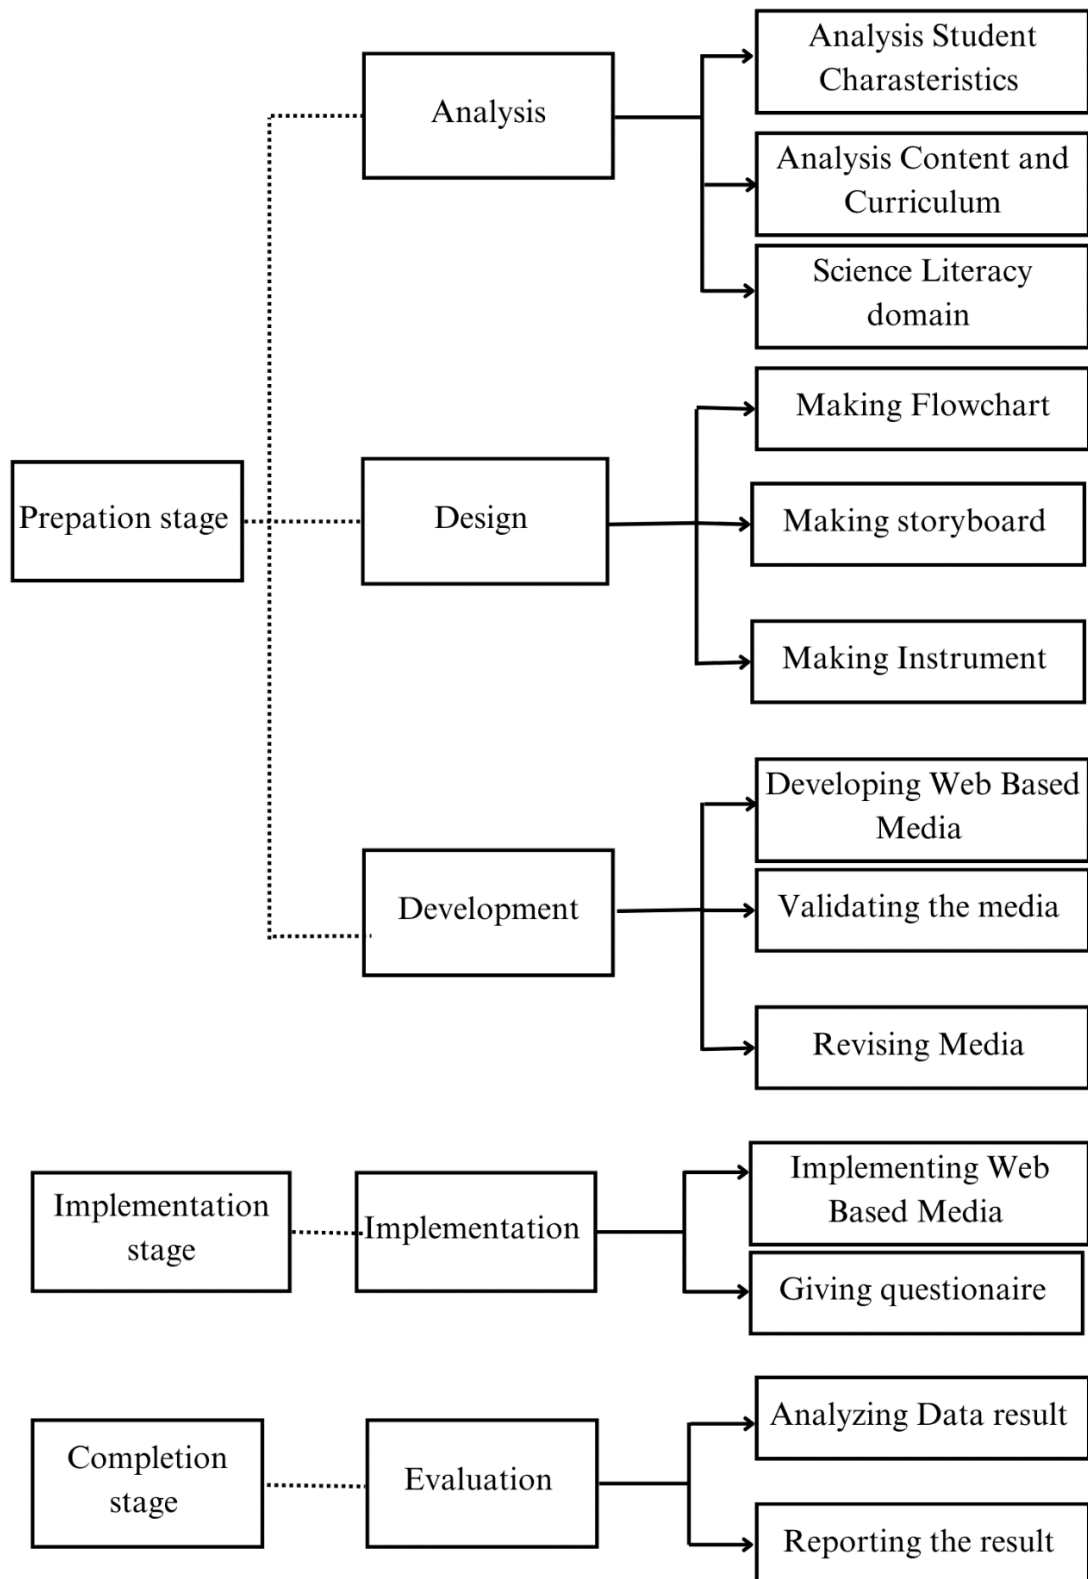 Prepation stage
Analysis
Analysis Student
Charasteristics
Analysis Content and
Curriculum
Science Literacy
domain
Design
Making Flowchart
Making storyboard
Making Instrument
Development
Developing Web Based
Media
Validating the media
Revising Media
Implementation
stage
Implementation
Implementing Web
Based Media
Giving questionaire
Completion
stage
Evaluation
Analyzing Data result
Reporting the result